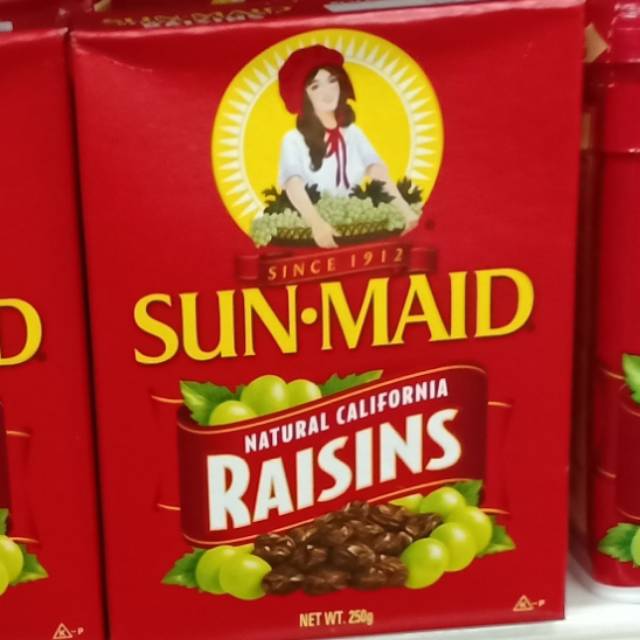 SINCE 1912
SUN·MAID
NATURAL CALIFORNIA
RAISINS
NET WT. 250g
K-P
D
K-P